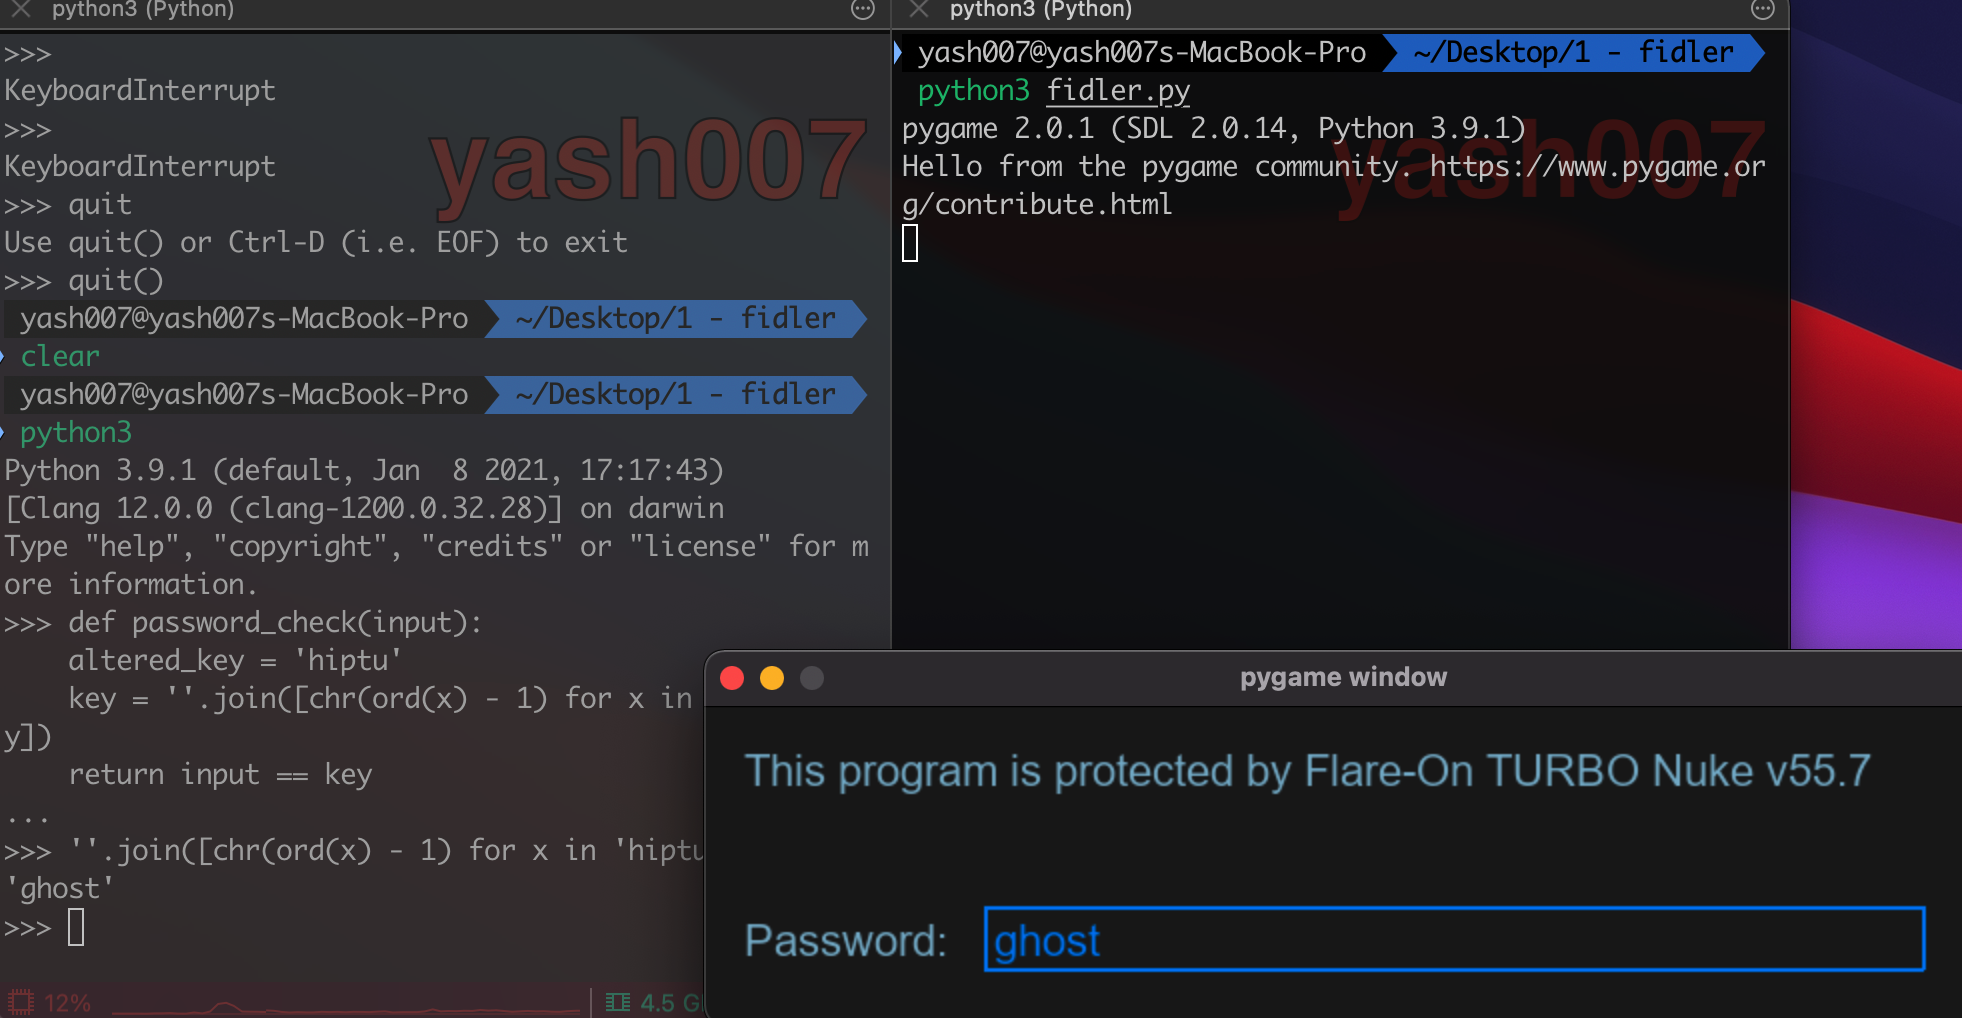 python3 (Python)
>>>
KeyboardInterrupt
>>>
KeyboardInterrupt
>>> quit
Use quit() or Ctrl-D (i.e. EOF) to exit
>>> quit()
yash007@yash007s-MacBook-Pro ~/Desktop/1 - fidler
clear
yash007@yash007s-MacBook-Pro ~/Desktop/1 - fidler
python3
Python 3.9.1 (default, Jan  8 2021, 17:17:43)
[Clang 12.0.0 (clang-1200.0.32.28)] on darwin
Type "help", "copyright", "credits" or "license" for m
ore information.
>>> def password_check(input):
    altered_key = 'hiptu'
    key = ''.join([chr(ord(x) - 1) for x in
y])
    return input == key
...
>>> ''.join([chr(ord(x) - 1) for x in 'hiptu
'ghost'
>>>
yash007
12%
4.5 G
python3 (Python)
yash007@yash007s-MacBook-Pro ~/Desktop/1 - fidler
python3 fidler.py
pygame 2.0.1 (SDL 2.0.14, Python 3.9.1)
Hello from the pygame community. https://www.pygame.or
g/contribute.html
yash007
pygame window
This program is protected by Flare-On TURBO Nuke v55.7
Password: ghost